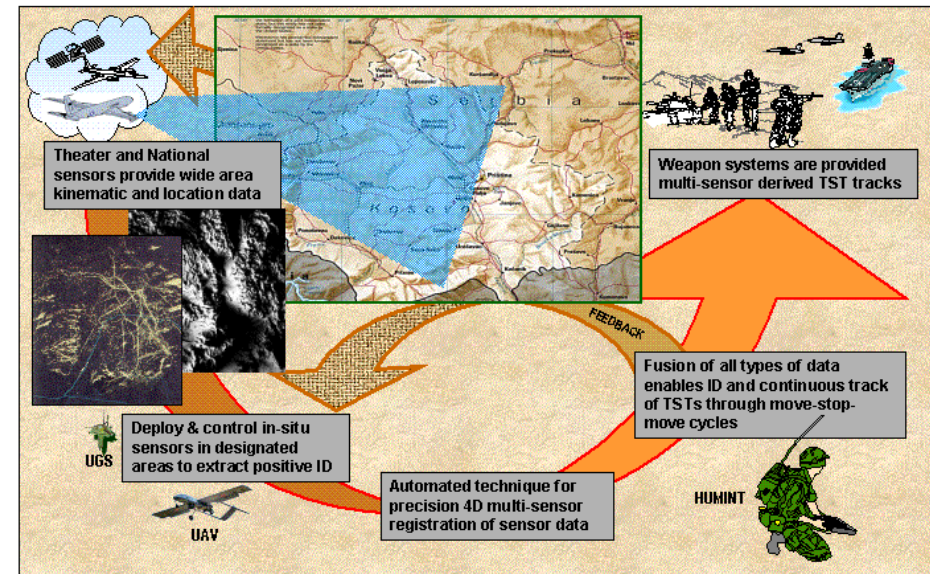 Theater and National
sensors provide wide area
kinematic and location data
Weapon systems are provided
multi-sensor derived TST tracks
Serbia
Kosovo
Priština
FEEDBACK
Fusion of all types of data
enables ID and continuous track
of TSTs through move-stop-
move cycles
Deploy & control in-situ
sensors in designated
areas to extract positive ID
UGS
UAV
Automated technique for
precision 4D multi-sensor
registration of sensor data
HUMINT